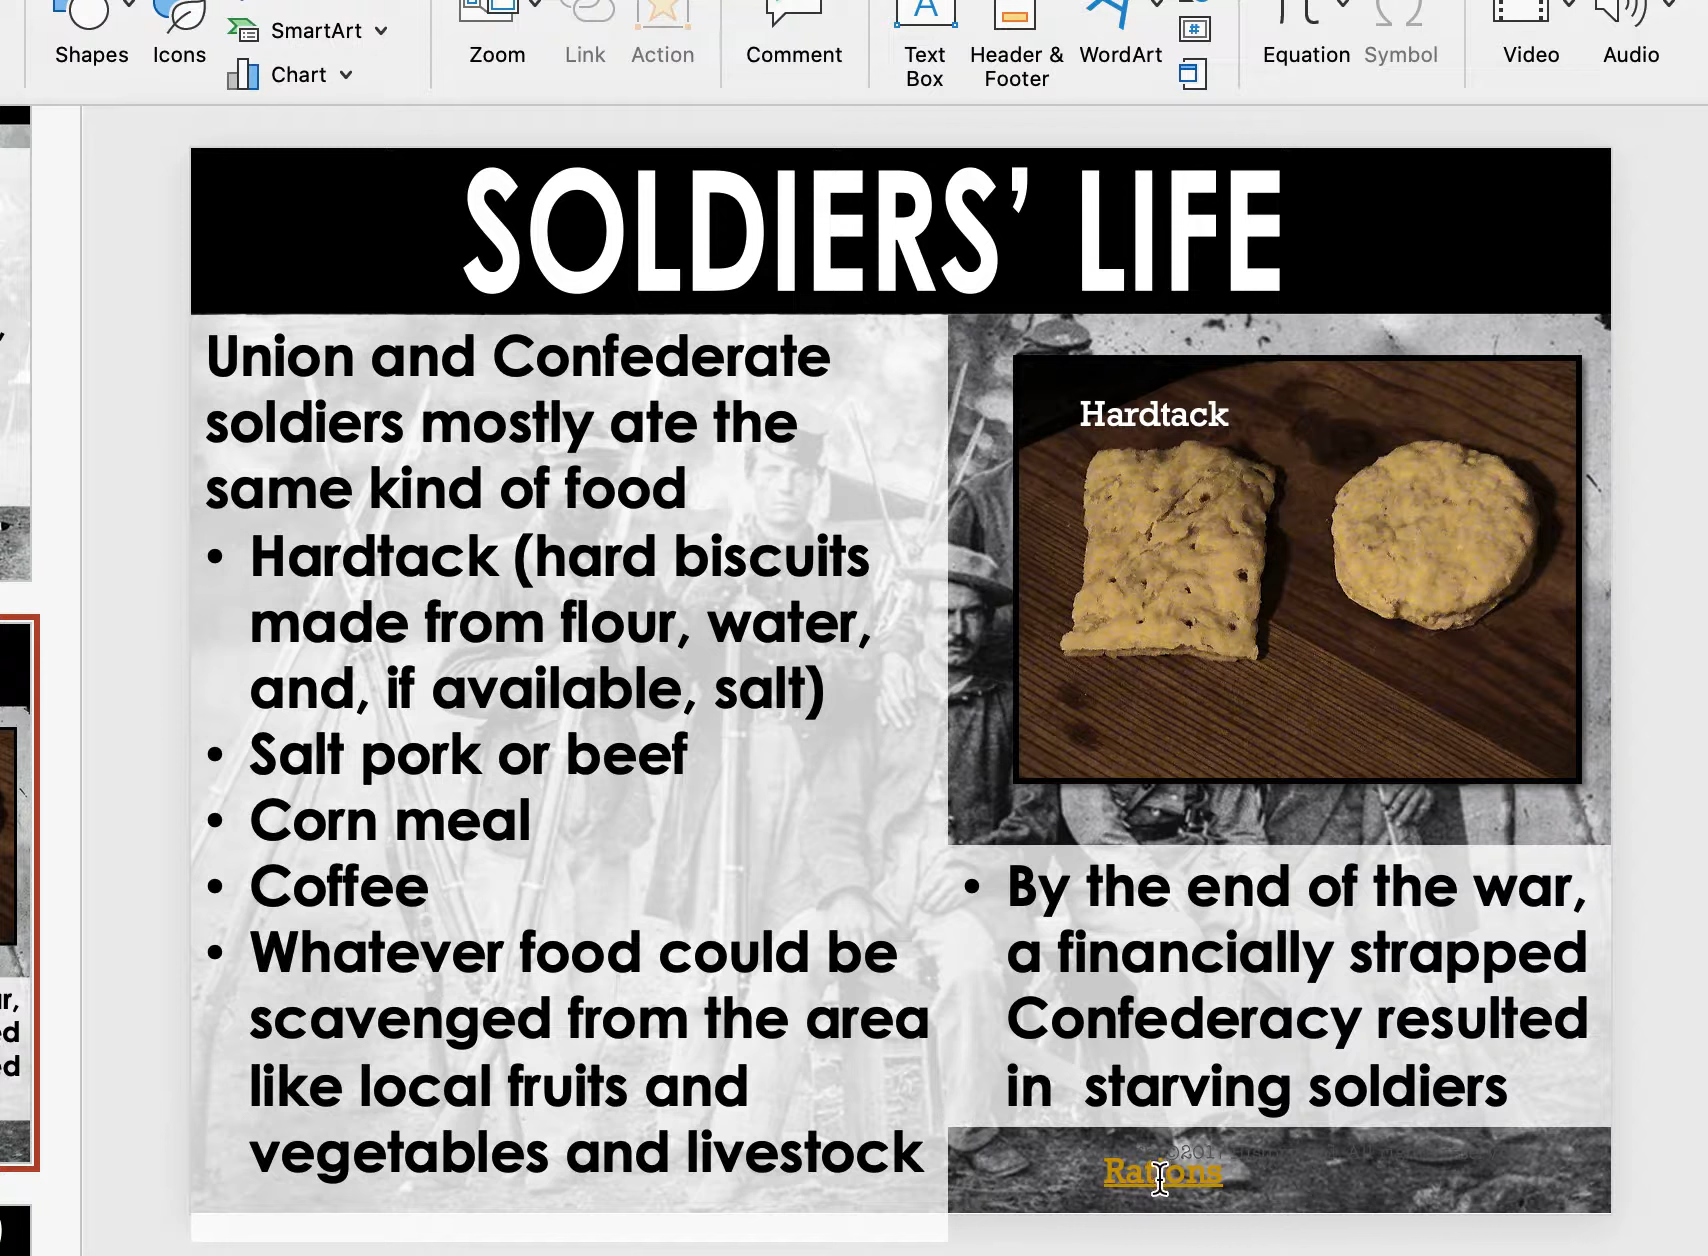 Shapes
Icons
SmartArt
Chart
Zoom
Link
Action
Comment
Text Box
Header & Footer
WordArt
Equation
Symbol
Video
Audio
SOLDIERS’ LIFE
Union and Confederate
soldiers mostly ate the
same kind of food
• Hardtack (hard biscuits
made from flour, water,
and, if available, salt)
• Salt pork or beef
• Corn meal
• Coffee
• Whatever food could be
scavenged from the area
like local fruits and
vegetables and livestock
Hardtack
• By the end of the war,
a financially strapped
Confederacy resulted
in starving soldiers
©2017
Rations